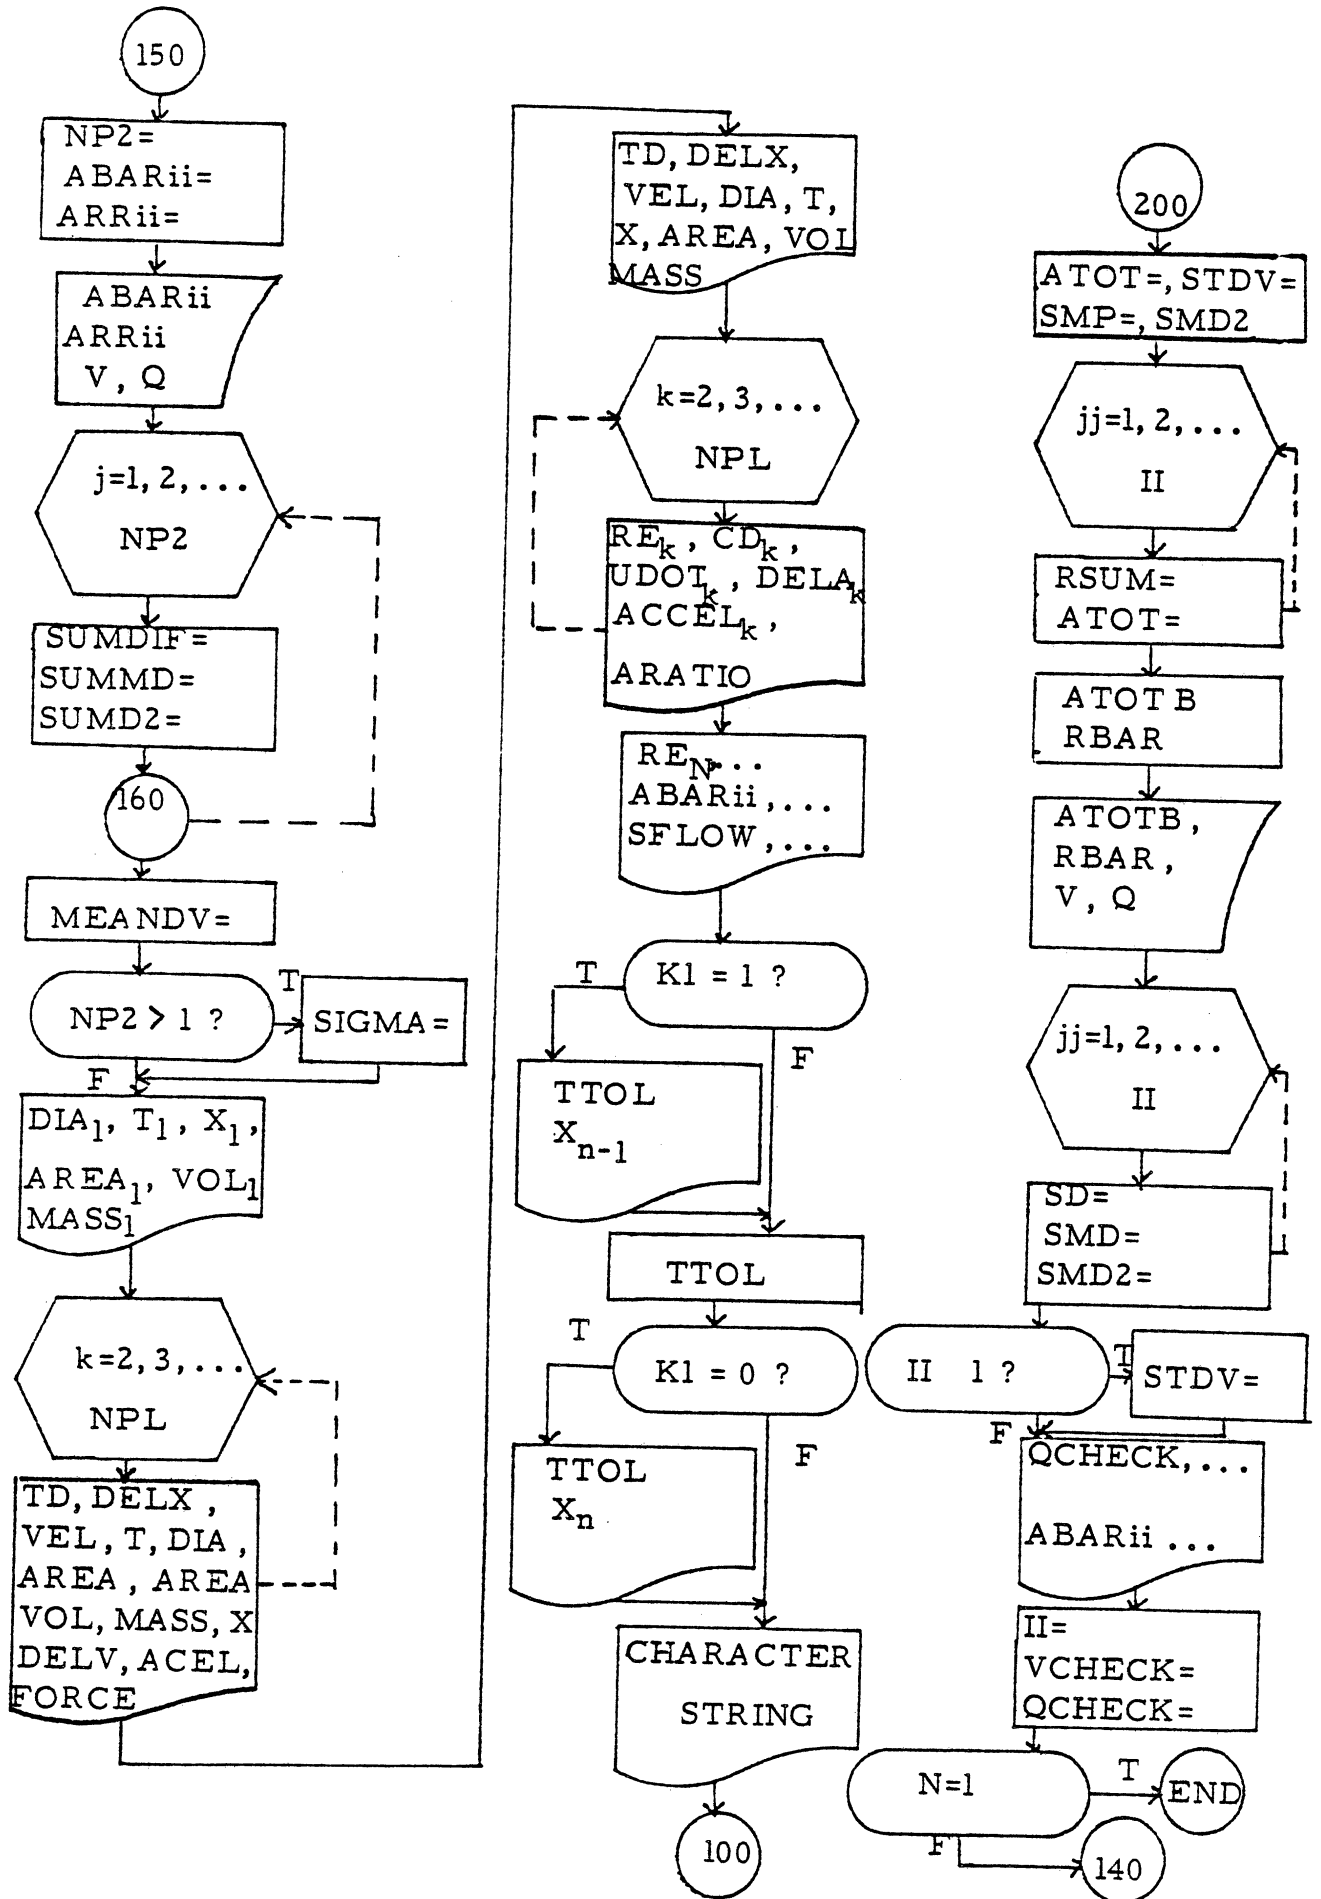 150
NP2=
ABARii=
ARRii=
ABARii
ARRii
V, Q
j=1, 2, ...
NP2
SUMDIF=
SUMMD=
SUMD2=
160
MEANDV=
NP2 > 1 ?
T
SIGMA=
F
DIA1, T1, X1,
AREA1, VOL1
MASS1
k=2, 3, ...
NPL
TD, DELX,
VEL, T, DIA,
AREA, AREA
VOL, MASS, X
DELV, ACEL,
FORCE
TD, DELX,
VEL, DIA, T,
X, AREA, VOL
MASS
k=2, 3, ...
NPL
REk, CDk,
UDOTk, DELAk
ACCELk,
ARATIO
REN...
ABARii,...
SFLOW,....
K1 = 1 ?
T
F
TTOL
Xn-1
TTOL
T
K1 = 0 ?
F
TTOL
Xn
CHARACTER
STRING
100
200
ATOT=, STDV=
SMP=, SMD2
jj=1, 2, ...
II
RSUM=
ATOT=
ATOTB
RBAR
ATOTB,
RBAR,
V, Q
jj=1, 2, ...
II
SD=
SMD=
SMD2=
II 1 ?
T
STDV=
F
QCHECK, ...
ABARii ...
II=
VCHECK=
QCHECK=
N=1
T
END
F
140